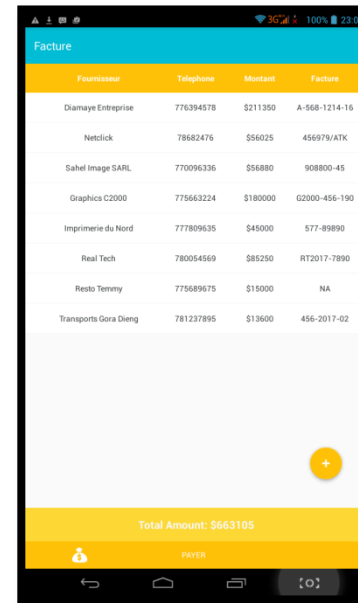 3G 100% 23:0
Facture
Fournisseur Telephone Montant Facture
Diamaye Entreprise 776394578 $211350 A-568-1214-16
Netclick 78682476 $56025 456979/ATK
Sahel Image SARL 770096336 $56880 908800-45
Graphics C2000 775663224 $180000 G2000-456-190
Imprimerie du Nord 777809635 $45000 577-89890
Real Tech 780054569 $85250 RT2017-7890
Resto Temmy 775689675 $15000 NA
Transports Gora Dieng 781237895 $13600 456-2017-02
+
Total Amount: $663105
PAYER